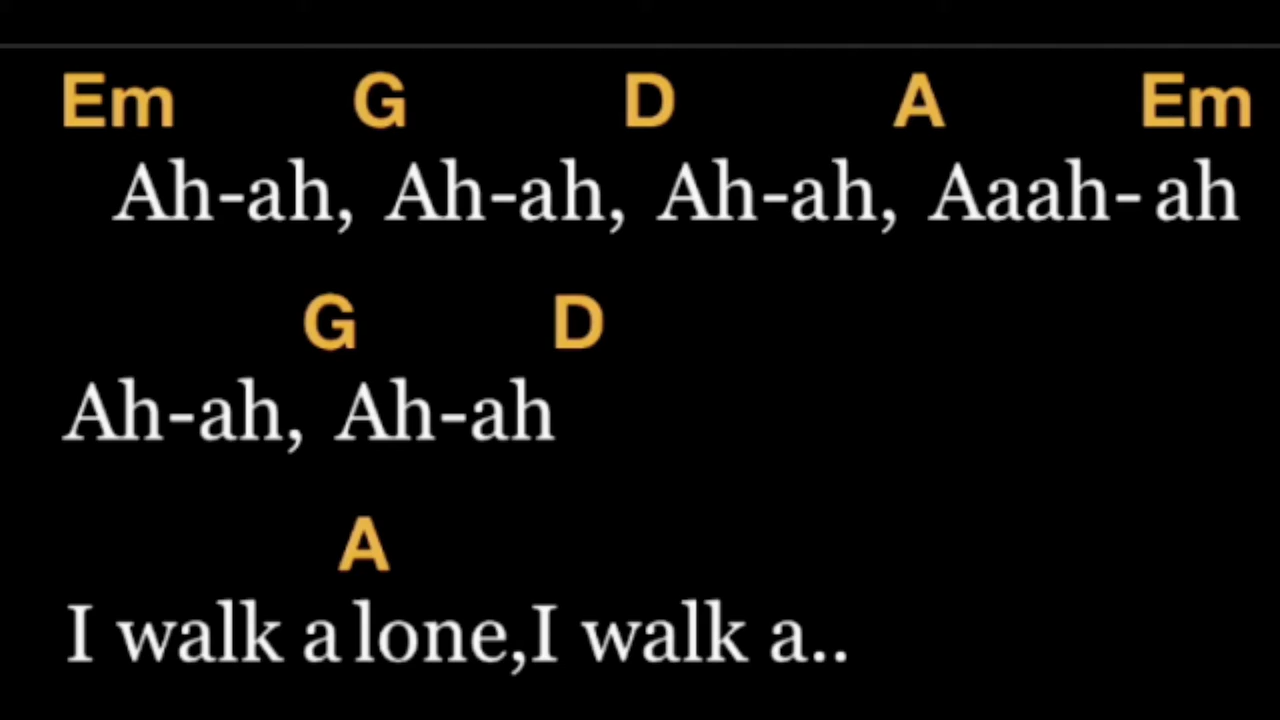 Em G D A Em
Ah-ah, Ah-ah, Ah-ah, Aaah- ah
G D
Ah-ah, Ah-ah
A
I walk a lone,I walk a..